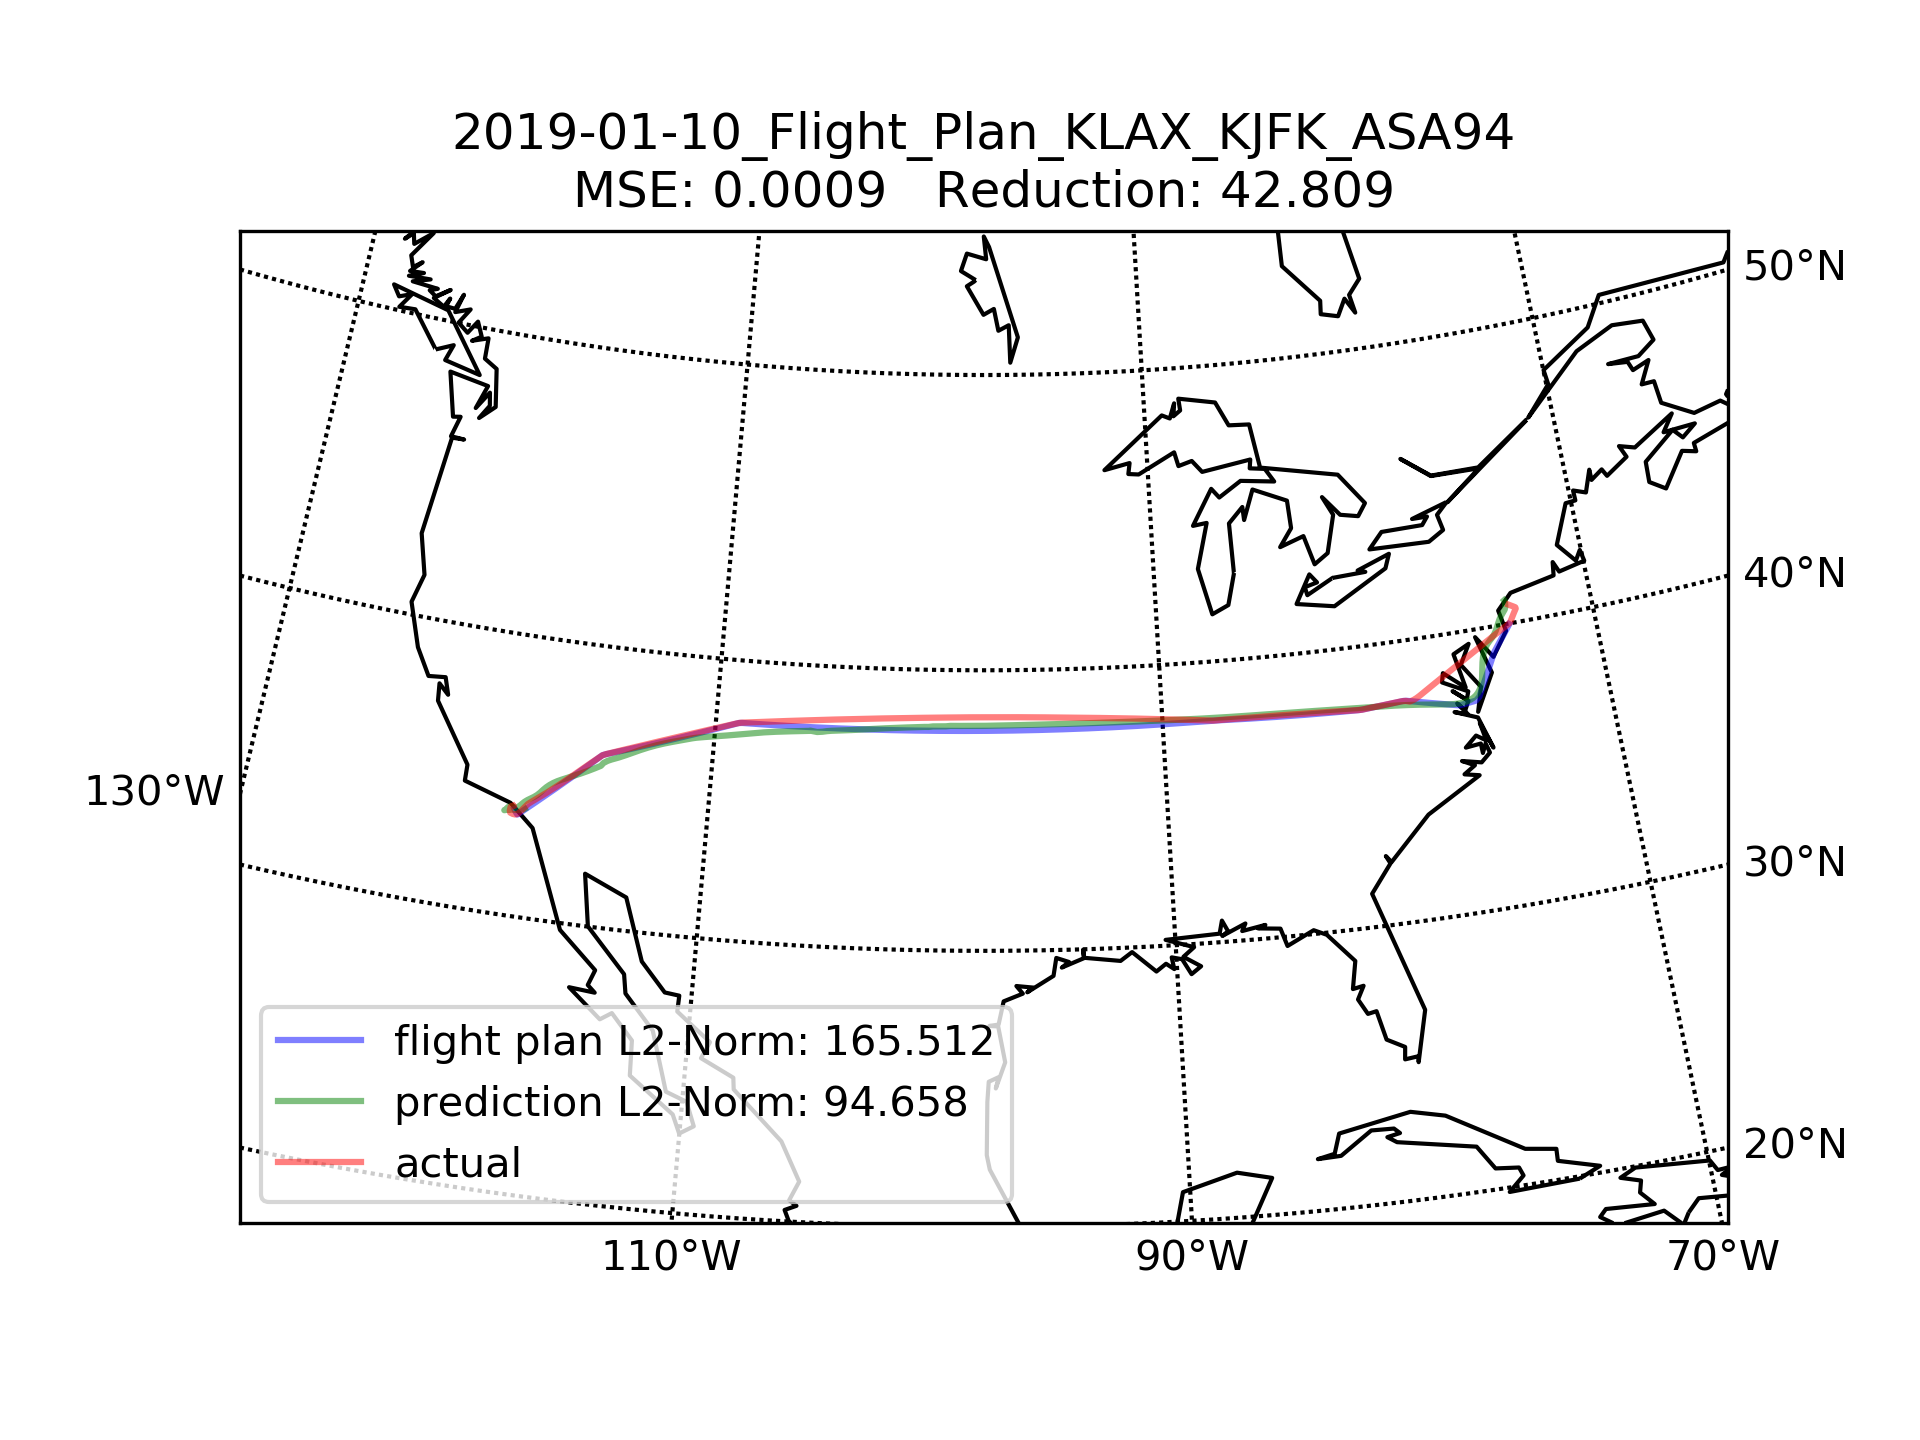 2019-01-10_Flight_Plan_KLAX_KJFK_ASA94
MSE: 0.0009   Reduction: 42.809
50°N
40°N
130°W
30°N
flight plan L2-Norm: 165.512
prediction L2-Norm: 94.658
actual
20°N
110°W
90°W
70°W